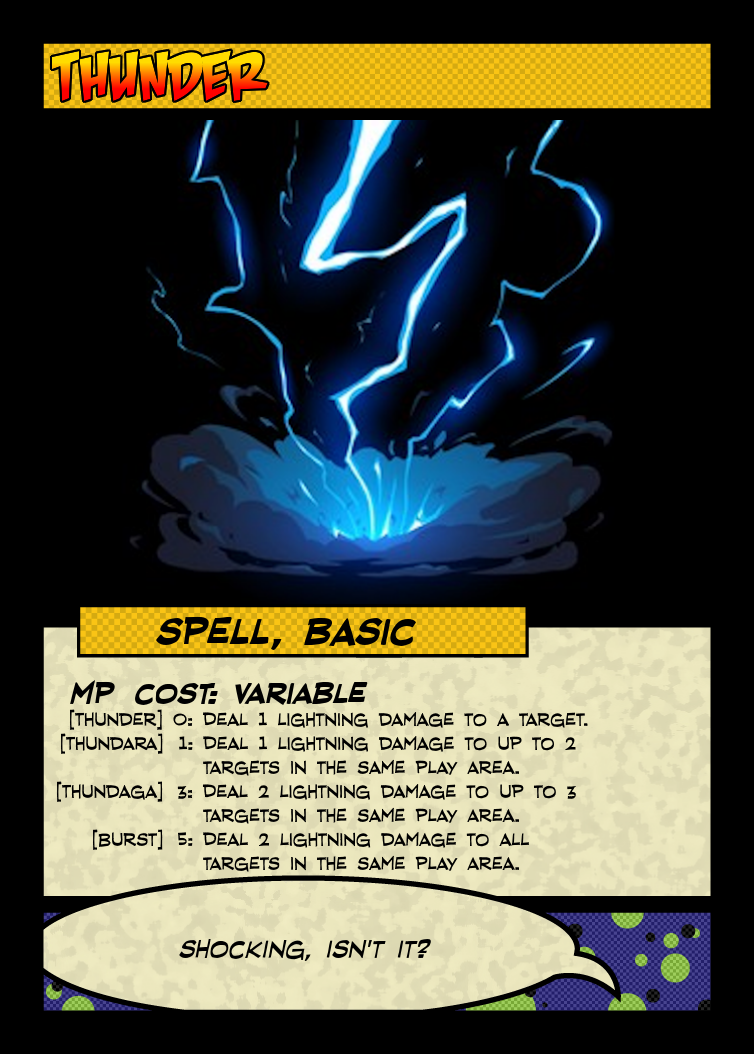 THUNDER
SPELL, BASIC
MP COST: VARIABLE
[THUNDER] 0: DEAL 1 LIGHTNING DAMAGE TO A TARGET.
[THUNDARA] 1: DEAL 1 LIGHTNING DAMAGE TO UP TO 2
TARGETS IN THE SAME PLAY AREA.
[THUNDAGA] 3: DEAL 2 LIGHTNING DAMAGE TO UP TO 3
TARGETS IN THE SAME PLAY AREA.
[BURST] 5: DEAL 2 LIGHTNING DAMAGE TO ALL
TARGETS IN THE SAME PLAY AREA.
SHOCKING, ISN'T IT?